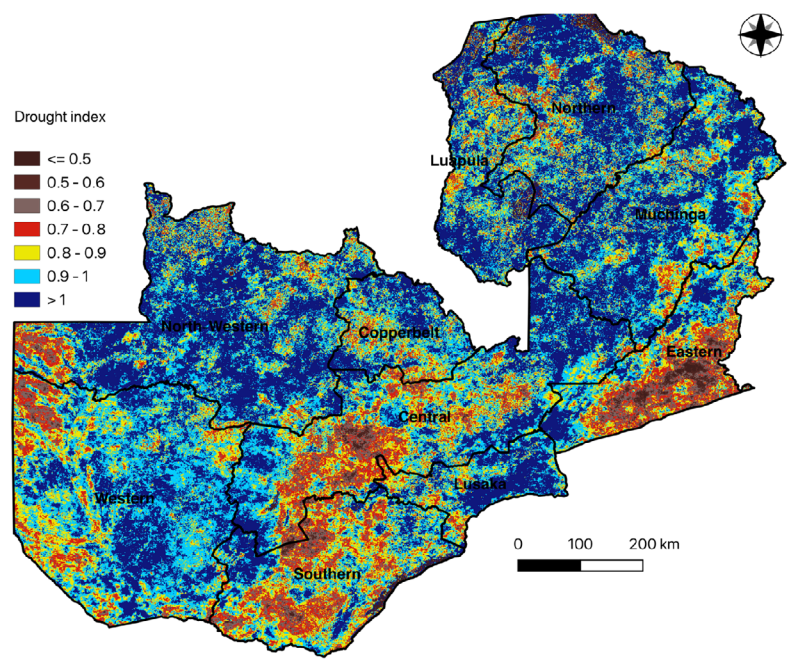 Drought index
<= 0.5
0.5 - 0.6
0.6 - 0.7
0.7 - 0.8
0.8 - 0.9
0.9 - 1
> 1
Northern
Luapula
Muchinga
North-Western
Copperbelt
Eastern
Central
Western
Lusaka
Southern
0 100 200 km